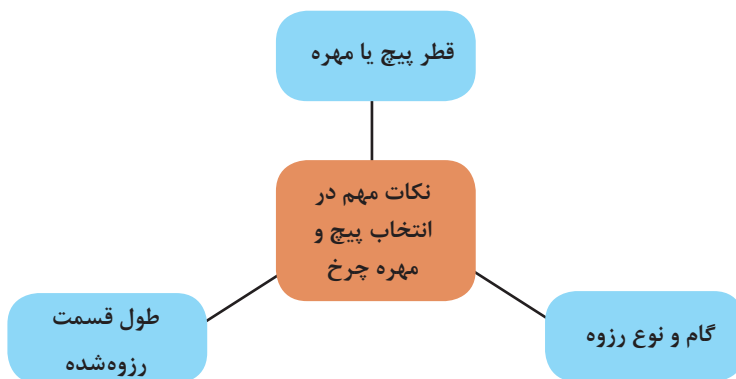 قطر پیچ یا مهره
نکات مهم در
انتخاب پیچ و
مهره چرخ
گام و نوع رزوه
طول قسمت
رزوه‌شده